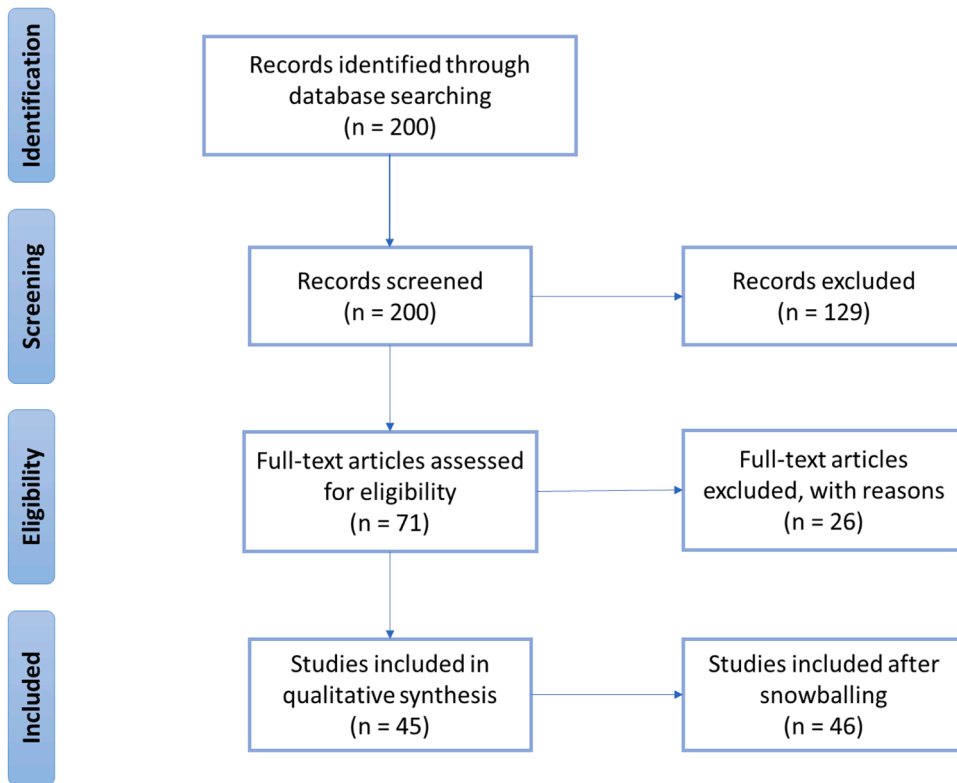 Identification
Records identified through
database searching
(n = 200)
Screening
Records screened
(n = 200)
Records excluded
(n = 129)
Eligibility
Full-text articles assessed
for eligibility
(n = 71)
Full-text articles
excluded, with reasons
(n = 26)
Included
Studies included in
qualitative synthesis
(n = 45)
Studies included after
snowballing
(n = 46)